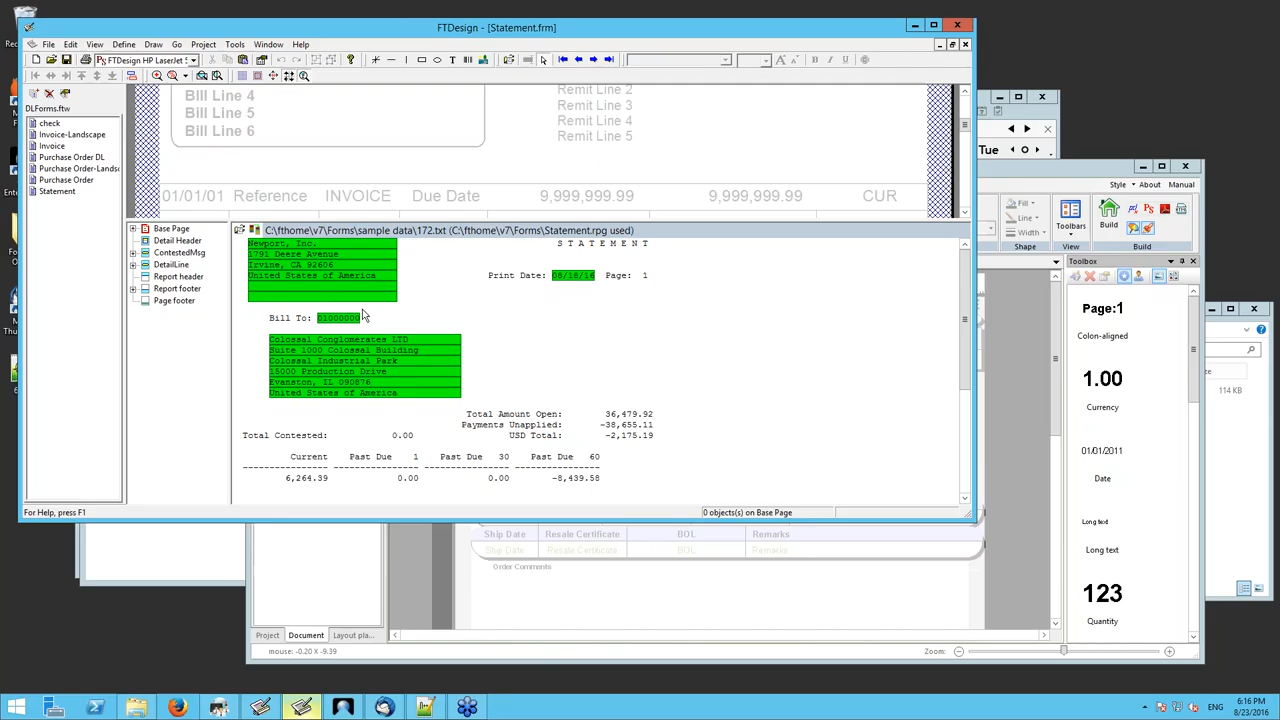 FTDesign - [Statement.frm]
File Edit View Define Draw Go Project Tools Window Help
FTDesign HP LaserJet
DLForms.ftw
check
Invoice-Landscape
Invoice
Purchase Order DL
Purchase Order-Landsc
Purchase Order
Statement
Bill Line 4
Bill Line 5
Bill Line 6
Remit Line 2
Remit Line 3
Remit Line 4
Remit Line 5
01/01/01 Reference INVOICE Due Date 9,999,999.99 9,999,999.99 CUR
Base Page
Detail Header
ContestedMsg
DetailLine
Report header
Report footer
Page footer
C:\fthome\v7\Forms\sample data\172.txt (C:\fthome\v7\Forms\Statement.rpg used)
Newport, Inc.
1791 Deere Avenue
Irvine, CA 92606
United States of America
S T A T E M E N T
Print Date: 08/18/16 Page: 1
Bill To: 01000000
Colossal Conglomerates LTD
Suite 1000 Colossal Building
Colossal Industrial Park
15000 Production Drive
Evanston, IL 090876
United States of America
Total Amount Open: 36,479.92
Payments Unapplied: -38,655.11
Total Contested: 0.00 USD Total: -2,175.19
Current Past Due 1 Past Due 30 Past Due 60
6,264.39 0.00 0.00 -8,439.58
For Help, press F1
0 objects(s) on Base Page
Tue
Style About Manual
Fill
Line
Width
Shape
Toolbars
Build
Build
Toolbox
Page:1
Colon-aligned
1.00
Currency
01/01/2011
Date
Long text
Long text
123
Quantity
114 KB
Ship Date Resale Certificate BOL Remarks
Ship Date Resale Certificate BOL Remarks
Order Comments
Project Document Layout pla...
mouse: -0.20 X -9.39
Zoom:
ENG
6:16 PM
8/23/2016